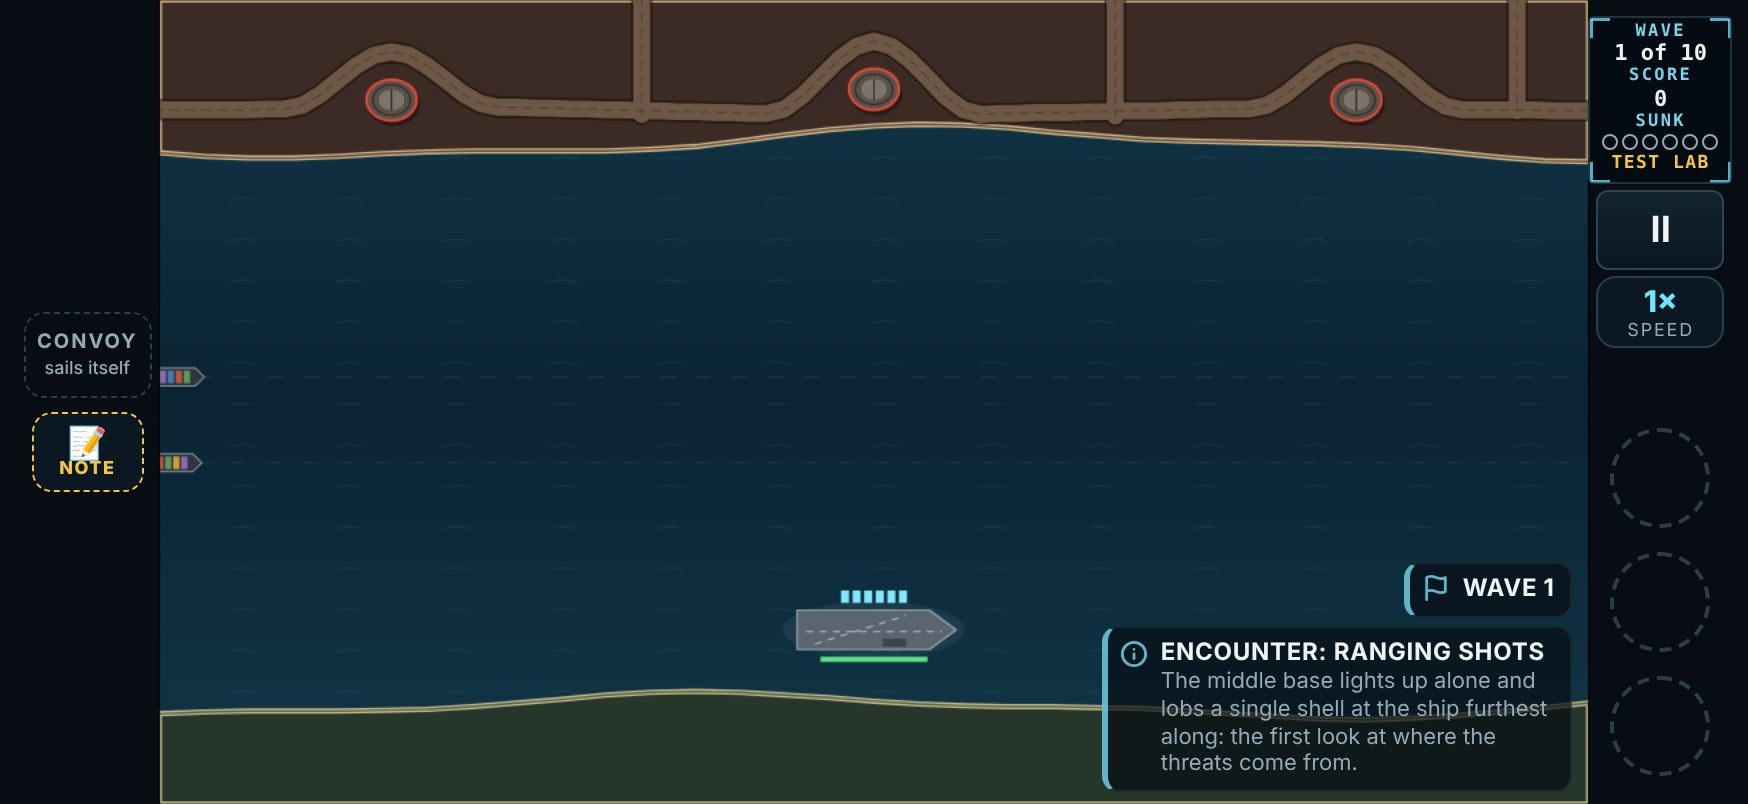 WAVE
1 of 10
SCORE
0
SUNK
TEST LAB
1×
SPEED
CONVOY
sails itself
NOTE
WAVE 1
ENCOUNTER: RANGING SHOTS
The middle base lights up alone and
lobs a single shell at the ship furthest
along: the first look at where the
threats come from.